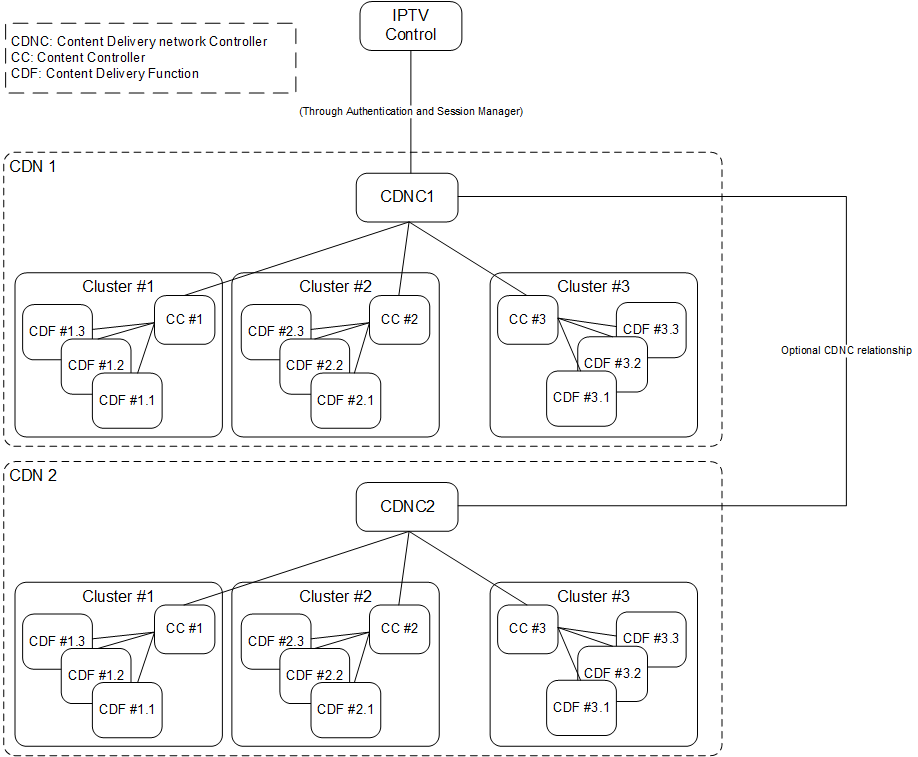 IPTV
Control
CDNC: Content Delivery network Controller
CC: Content Controller
CDF: Content Delivery Function
(Through Authentication and Session Manager)
CDN 1
CDNC1
Cluster #1
Cluster #2
Cluster #3
CC #1
CDF #1.3
CDF #1.2
CDF #1.1
CC #2
CDF #2.3
CDF #2.2
CDF #2.1
CC #3
CDF #3.3
CDF #3.2
CDF #3.1
Optional CDNC relationship
CDN 2
CDNC2
Cluster #1
Cluster #2
Cluster #3
CC #1
CDF #1.3
CDF #1.2
CDF #1.1
CC #2
CDF #2.3
CDF #2.2
CDF #2.1
CC #3
CDF #3.3
CDF #3.2
CDF #3.1